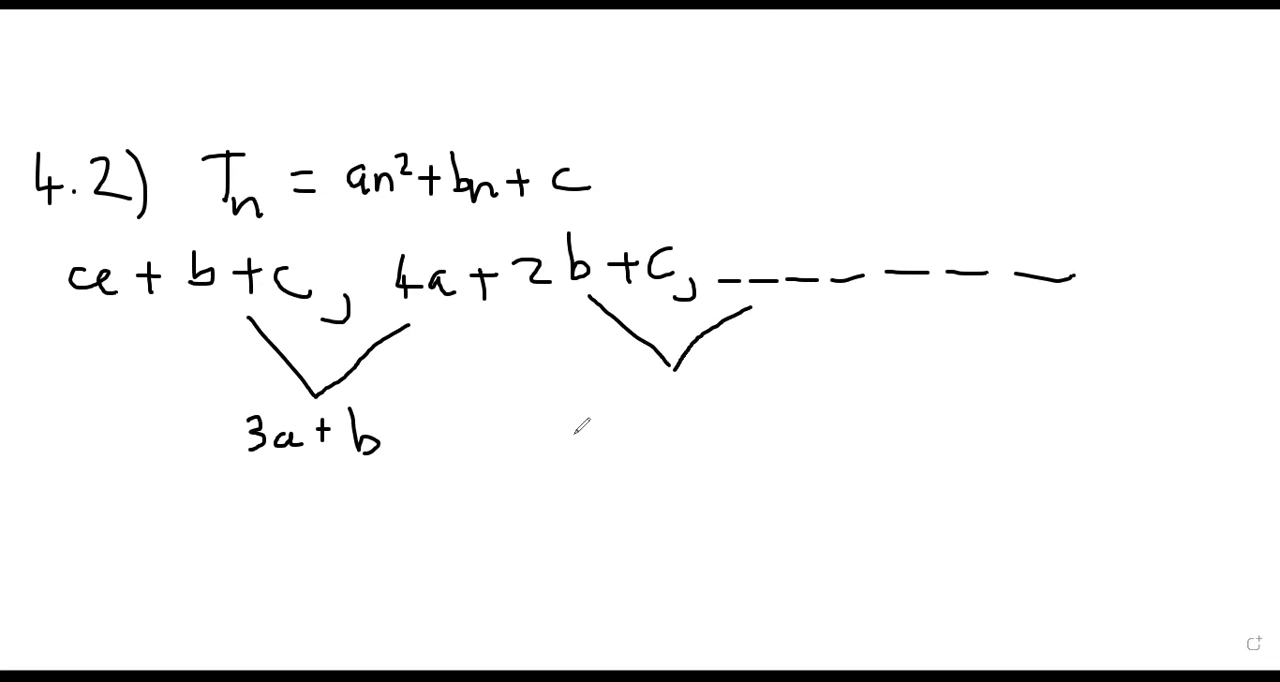 4.2) Tn = an² + bn + c
a + b + c, 4a + 2b + c, _ _ _ _ _ _ _
3a + b